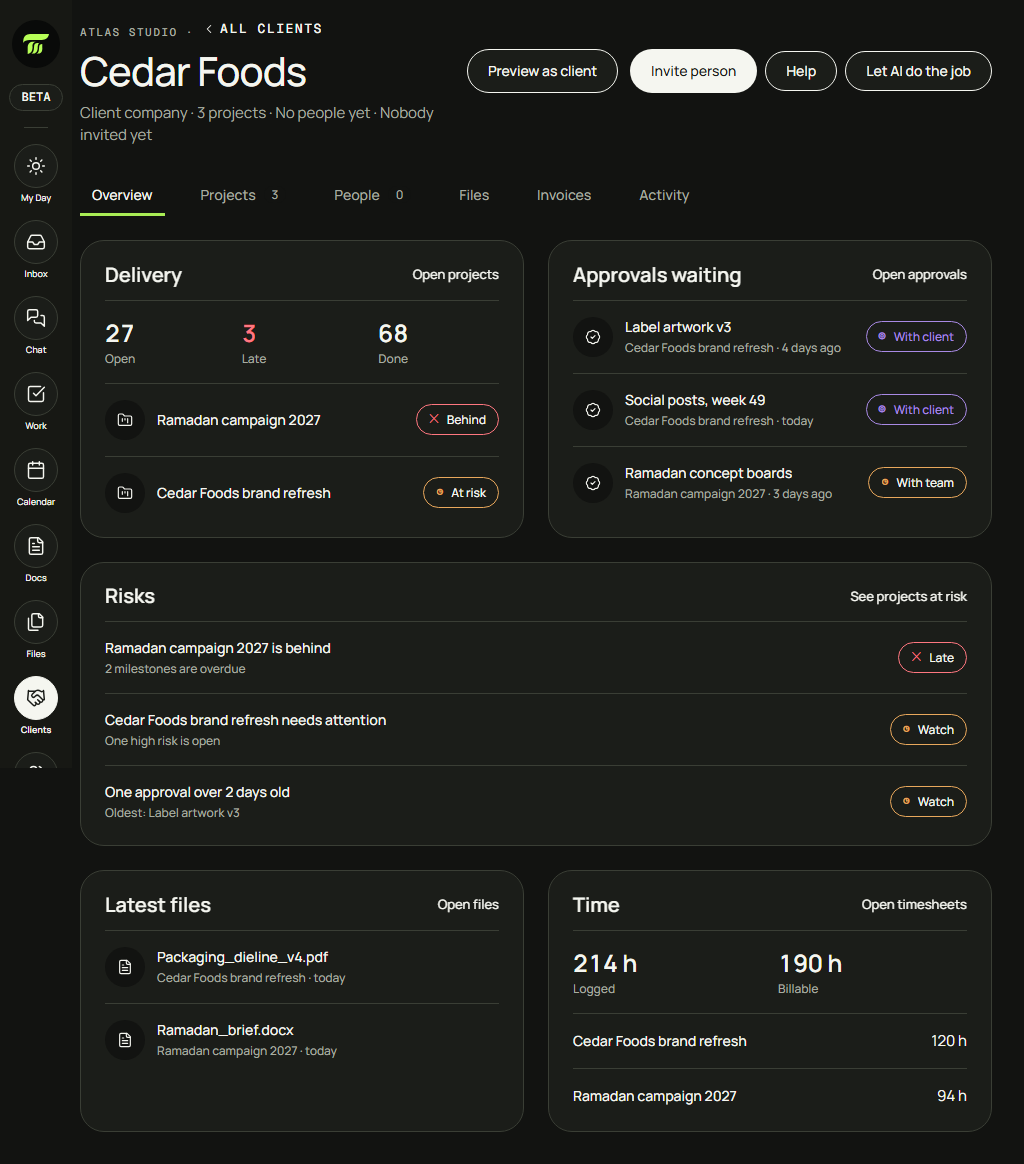 ATLAS STUDIO · ALL CLIENTS
Cedar Foods
Preview as client
Invite person
Help
Let AI do the job
Client company · 3 projects · No people yet · Nobody
invited yet
BETA
My Day
Inbox
Chat
Work
Calendar
Docs
Files
Clients
Overview
Projects 3
People 0
Files
Invoices
Activity
Delivery
Open projects
27
Open
3
Late
68
Done
Ramadan campaign 2027
Behind
Cedar Foods brand refresh
At risk
Approvals waiting
Open approvals
Label artwork v3
Cedar Foods brand refresh · 4 days ago
With client
Social posts, week 49
Cedar Foods brand refresh · today
With client
Ramadan concept boards
Ramadan campaign 2027 · 3 days ago
With team
Risks
See projects at risk
Ramadan campaign 2027 is behind
2 milestones are overdue
Late
Cedar Foods brand refresh needs attention
One high risk is open
Watch
One approval over 2 days old
Oldest: Label artwork v3
Watch
Latest files
Open files
Packaging_dieline_v4.pdf
Cedar Foods brand refresh · today
Ramadan_brief.docx
Ramadan campaign 2027 · today
Time
Open timesheets
214 h
Logged
190 h
Billable
Cedar Foods brand refresh
120 h
Ramadan campaign 2027
94 h